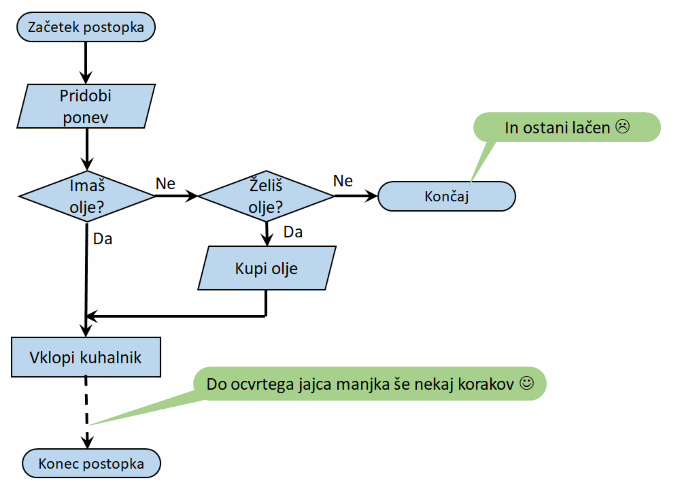 Začetek postopka
Pridobi
ponev
In ostani lačen ☹
Imaš
olje?
Ne
Želiš
olje?
Ne
Končaj
Da
Da
Kupi olje
Vklopi kuhalnik
Do ocvrtega jajca manjka še nekaj korakov ☺
Konec postopka